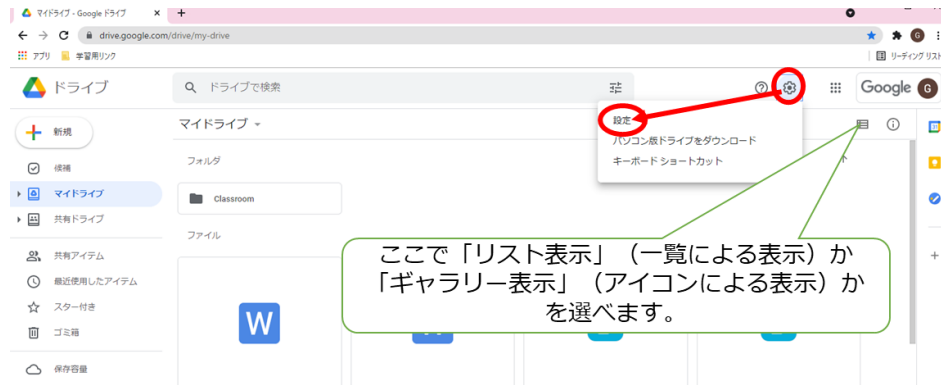 マイドライブ - Google ドライブ
drive.google.com/drive/my-drive
G
アプリ
学習用リンク
リーディング リスト
ドライブ
ドライブで検索
Google
G
新規
マイドライブ
設定
パソコン版ドライブをダウンロード
キーボード ショートカット
候補
フォルダ
マイドライブ
Classroom
共有ドライブ
ファイル
共有アイテム
最近使用したアイテム
スター付き
ゴミ箱
保存容量
W
ここで「リスト表示」（一覧による表示）か
「ギャラリー表示」（アイコンによる表示）か
を選べます。